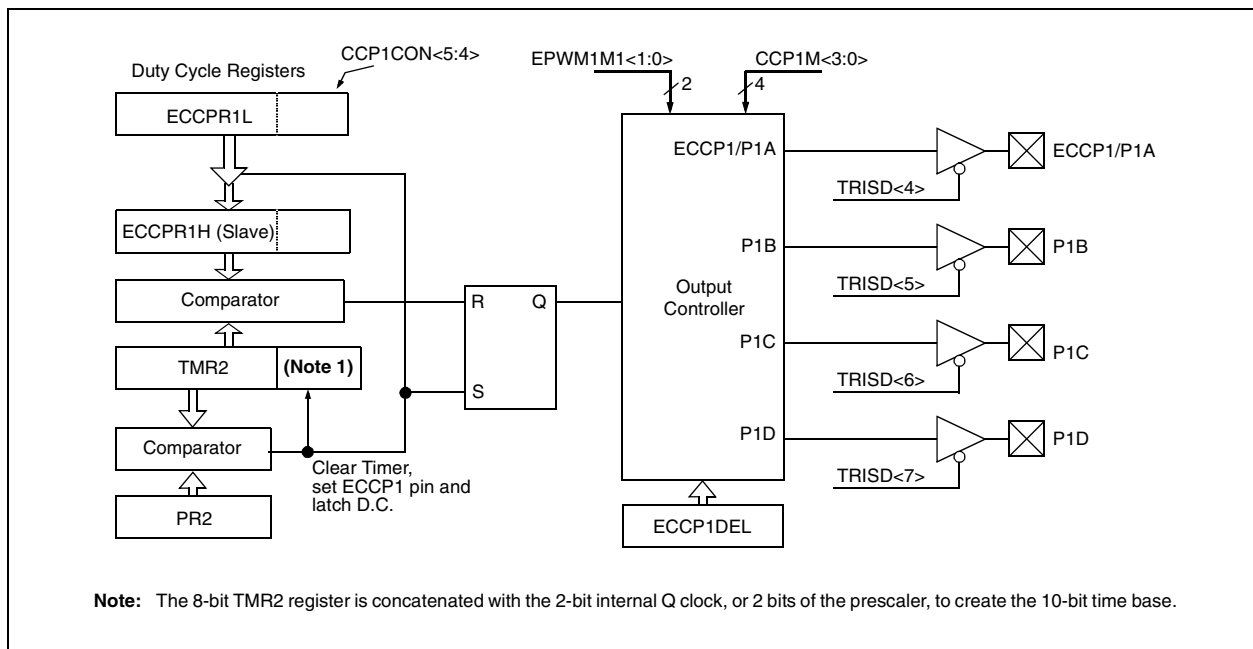 CCP1CON<5:4>
Duty Cycle Registers
ECCPR1L
ECCPR1H (Slave)
Comparator
TMR2
(Note 1)
Comparator
Clear Timer,
set ECCP1 pin and
latch D.C.
PR2
R
Q
S
EPWM1M1<1:0>
2
CCP1M<3:0>
4
Output
Controller
ECCP1/P1A
P1B
P1C
P1D
ECCP1DEL
TRISD<4>
ECCP1/P1A
TRISD<5>
P1B
TRISD<6>
P1C
TRISD<7>
P1D
Note: The 8-bit TMR2 register is concatenated with the 2-bit internal Q clock, or 2 bits of the prescaler, to create the 10-bit time base.